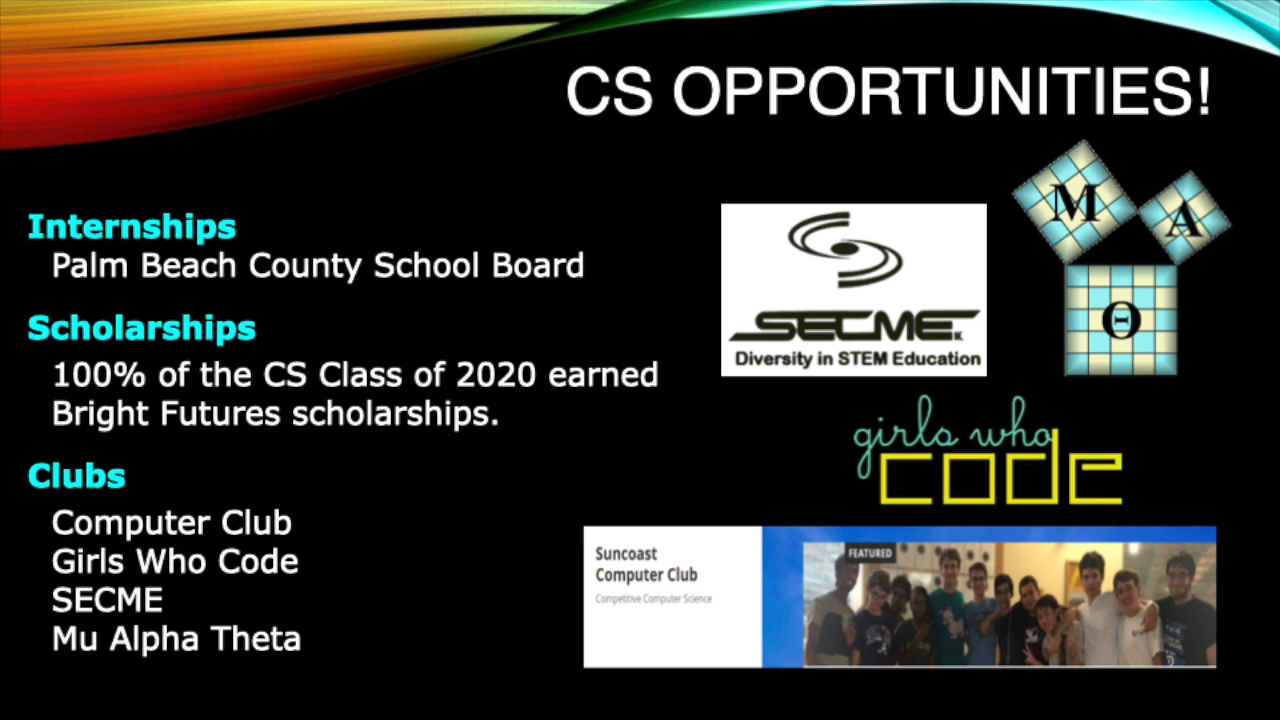 CS OPPORTUNITIES!
Internships
Palm Beach County School Board
Scholarships
100% of the CS Class of 2020 earned
Bright Futures scholarships.
Clubs
Computer Club
Girls Who Code
SECME
Mu Alpha Theta
SECME
Diversity in STEM Education
M
A
Θ
girls who
code
Suncoast
Computer Club
Competitive Computer Science
FEATURED